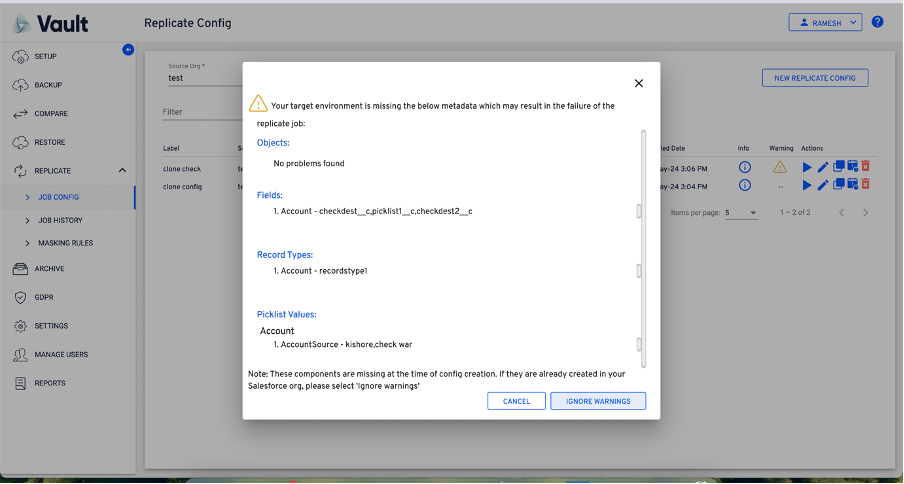 Vault
Replicate Config
RAMESH
?
SETUP
BACKUP
COMPARE
RESTORE
REPLICATE
JOB CONFIG
JOB HISTORY
MASKING RULES
ARCHIVE
GDPR
SETTINGS
MANAGE USERS
REPORTS
Source Org *
test
NEW REPLICATE CONFIG
Filter
Label
Info
Warning
Actions
clone check
ay-24 3:06 PM
clone config
ay-24 3:04 PM
--
Items per page: 5
1 – 2 of 2
Your target environment is missing the below metadata which may result in the failure of the
replicate job:
Objects:
No problems found
Fields:
1. Account - checkdest__c,picklist1__c,checkdest2__c
Record Types:
1. Account - recordstype1
Picklist Values:
Account
1. AccountSource - kishore,check war
Note: These components are missing at the time of config creation. If they are already created in your
Salesforce org, please select 'Ignore warnings'
CANCEL
IGNORE WARNINGS